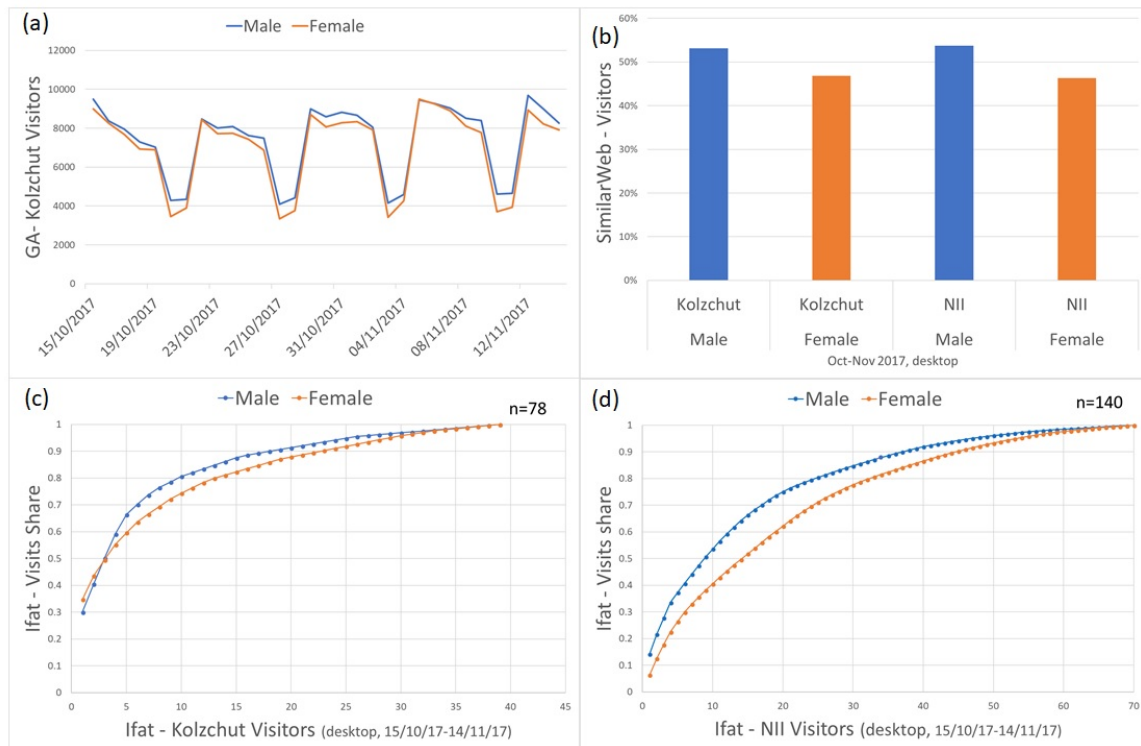 (a)
Male Female
GA- Kolzchut Visitors
12000
10000
8000
6000
4000
2000
0
15/10/2017
19/10/2017
23/10/2017
27/10/2017
31/10/2017
04/11/2017
08/11/2017
12/11/2017
(b)
SimilarWeb - Visitors
60%
50%
40%
30%
20%
10%
0%
Kolzchut Kolzchut NII NII
Male Female Male Female
Oct-Nov 2017, desktop
(c)
Male Female
n=78
Ifat - Visits Share
1
0.9
0.8
0.7
0.6
0.5
0.4
0.3
0.2
0.1
0
0 5 10 15 20 25 30 35 40 45
Ifat - Kolzchut Visitors (desktop, 15/10/17-14/11/17)
(d)
Male Female
n=140
Ifat - Visits share
1
0.9
0.8
0.7
0.6
0.5
0.4
0.3
0.2
0.1
0
0 10 20 30 40 50 60 70
Ifat - NII Visitors (desktop, 15/10/17-14/11/17)